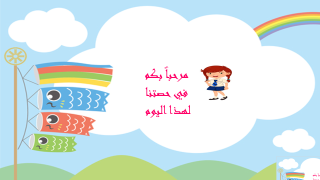 مرحباً بكم
في حصتنا
لهذا اليوم